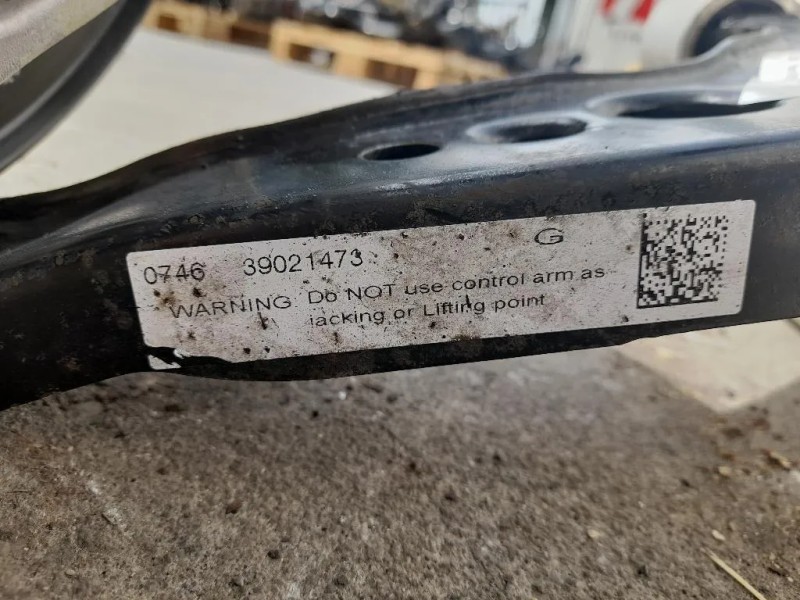 0746 39021473 G
WARNING: Do NOT use control arm as
jacking or Lifting point